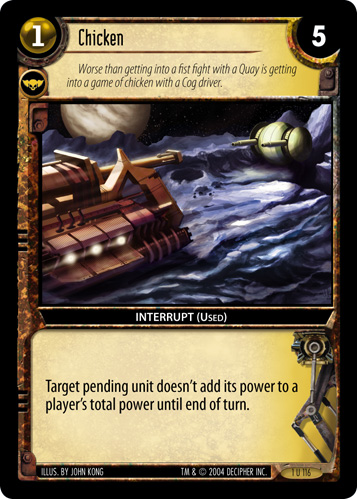 1 Chicken 5
Worse than getting into a fist fight with a Quay is getting
into a game of chicken with a Cog driver.
INTERRUPT (USED)
Target pending unit doesn't add its power to a
player's total power until end of turn.
ILLUS. BY JOHN KONG TM & © 2004 DECIPHER INC. 1 U 116